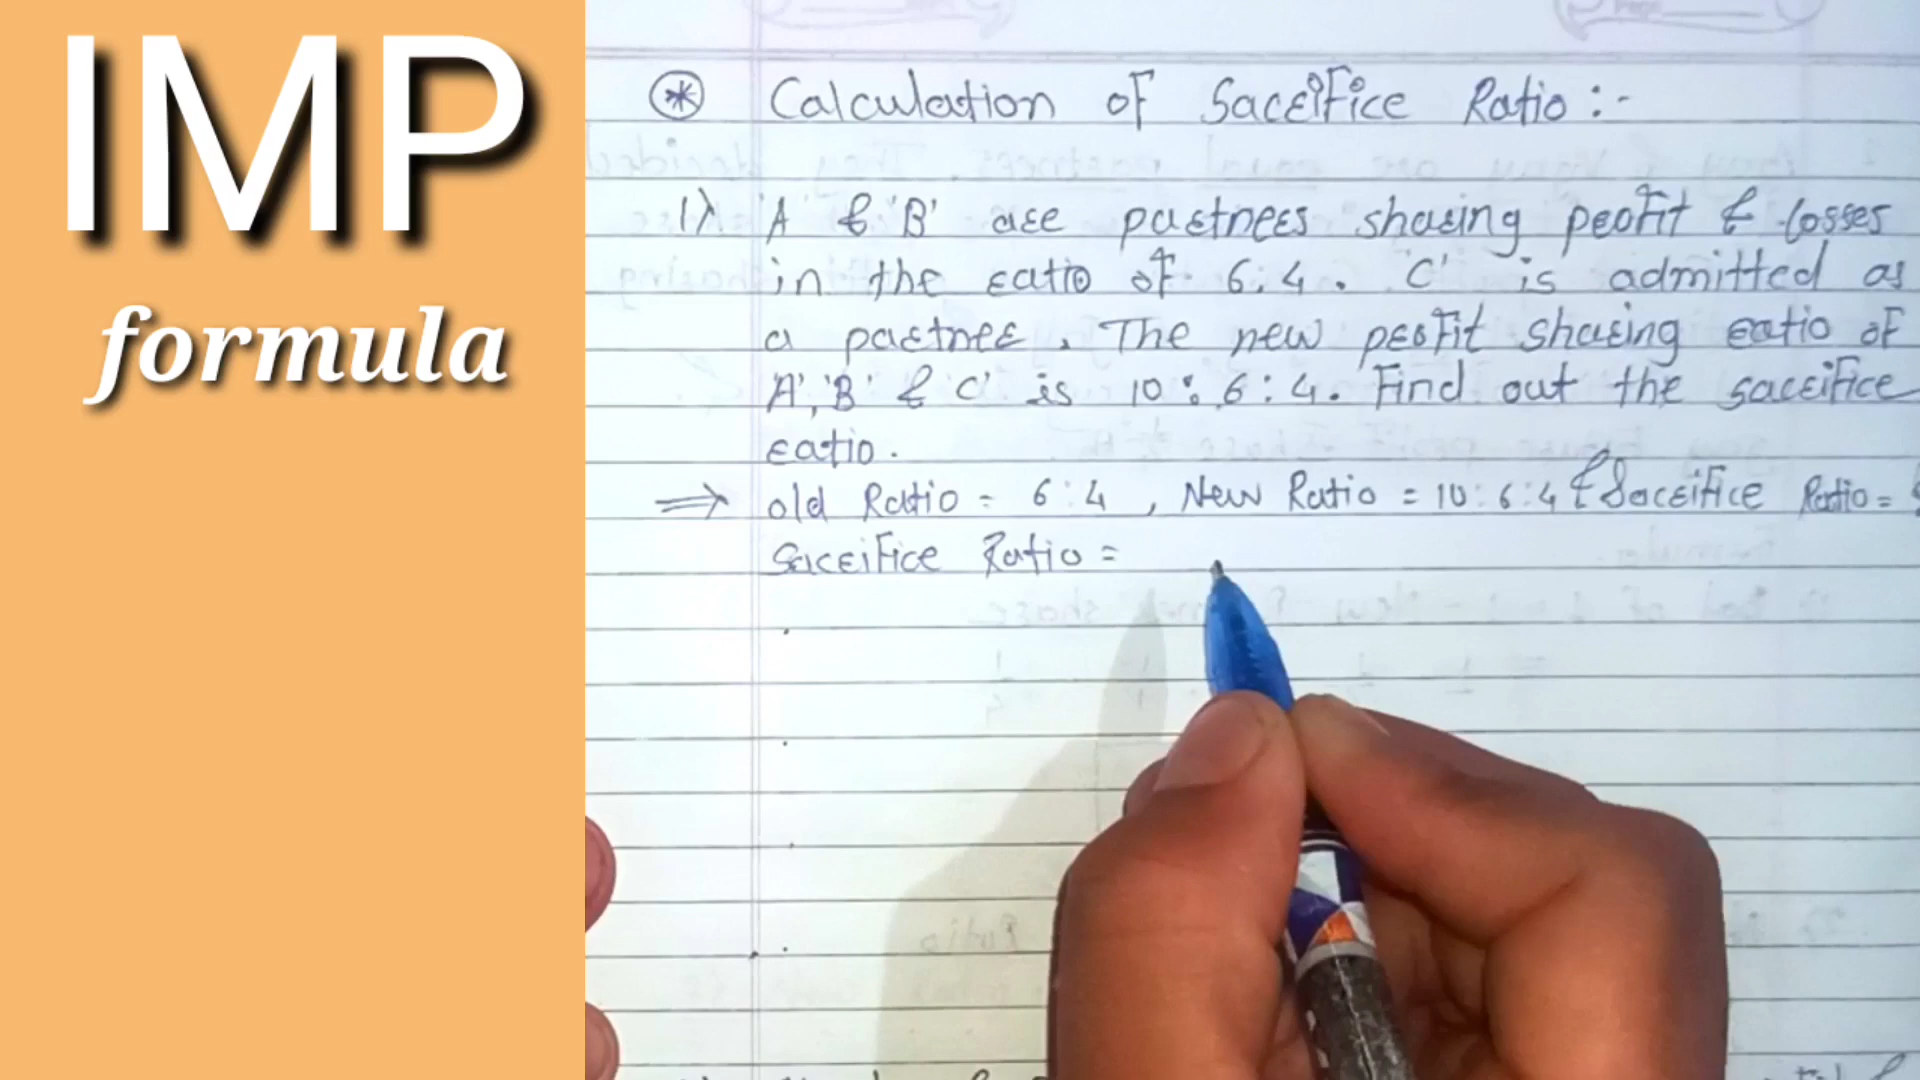 IMP
formula
* Calculation of Sacrifice Ratio :-
1) 'A' & 'B' are partners sharing profit & losses
in the ratio of 6:4. 'C' is admitted as
a partner. The new profit sharing ratio of
'A', 'B' & 'C' is 10:6:4. Find out the sacrifice
ratio.
⇒ old Ratio = 6:4, New Ratio = 10:6:4 & Sacrifice Ratio =
Sacrifice Ratio =